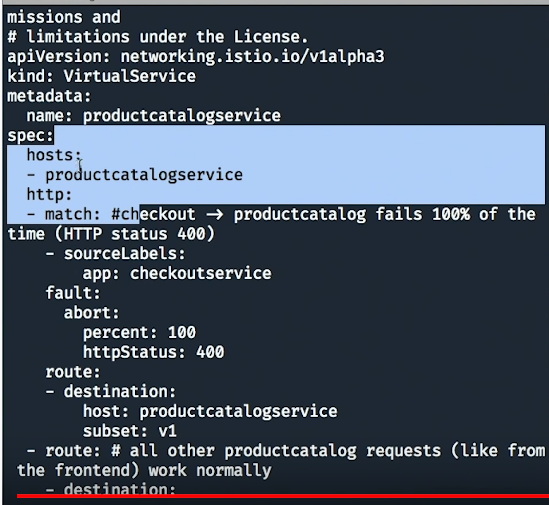 missions and
# limitations under the License.
apiVersion: networking.istio.io/v1alpha3
kind: VirtualService
metadata:
  name: productcatalogservice
spec:
  hosts:
  - productcatalogservice
  http:
  - match: #checkout -> productcatalog fails 100% of the
time (HTTP status 400)
    - sourceLabels:
        app: checkoutservice
    fault:
      abort:
        percent: 100
        httpStatus: 400
    route:
    - destination:
        host: productcatalogservice
        subset: v1
  - route: # all other productcatalog requests (like from
 the frontend) work normally
    - destination: